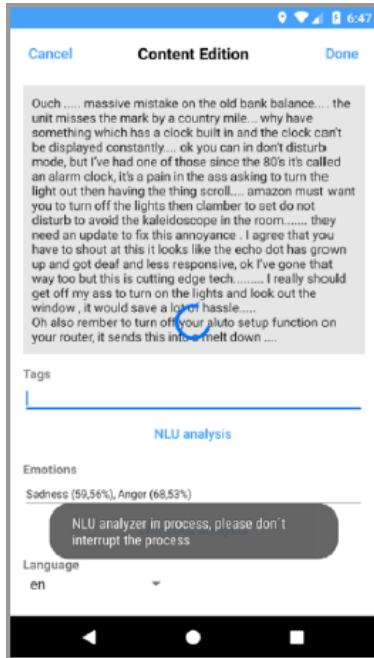 6:47
Cancel Content Edition Done
Ouch ..... massive mistake on the old bank balance.... the
unit misses the mark by a country mile... why have
something which has a clock built in and the clock can't
be displayed constantly.... ok you can in don't disturb
mode, but I've had one of those since the 80's it's called
an alarm clock, it's a pain in the ass asking to turn the
light out then having the thing scroll.... amazon must want
you to turn off the lights then clamber to set do not
disturb to avoid the kaleidoscope in the room....... they
need an update to fix this annoyance . I agree that you
have to shout at this it looks like the echo dot has grown
up and got deaf and less responsive, ok I've gone that
way too but this is cutting edge tech......... I really should
get off my ass to turn on the lights and look out the
window , it would save a lot of hassle.....
Oh also rember to turn off your auto setup function on
your router, it sends this into a melt down ....
Tags
NLU analysis
Emotions
Sadness (59,56%), Anger (68,53%)
NLU analyzer in process, please don´t
interrupt the process
Language
en